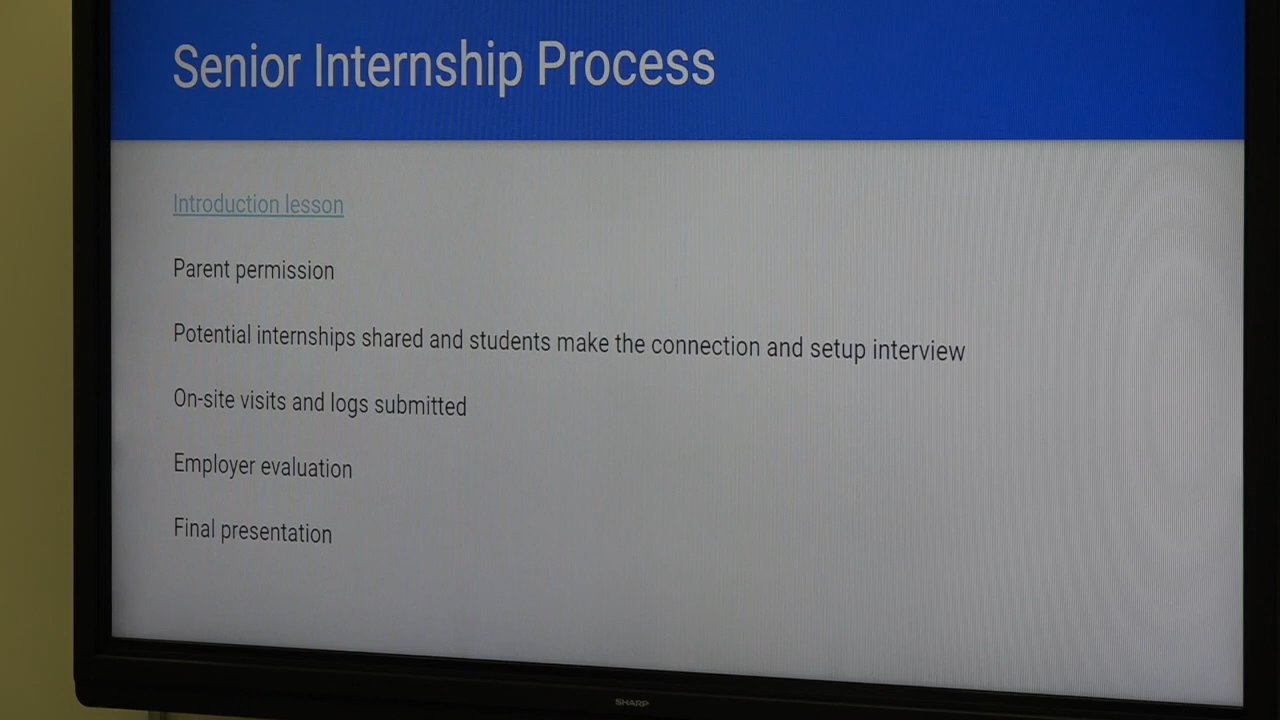 Senior Internship Process
Introduction lesson
Parent permission
Potential internships shared and students make the connection and setup interview
On-site visits and logs submitted
Employer evaluation
Final presentation
SHARP